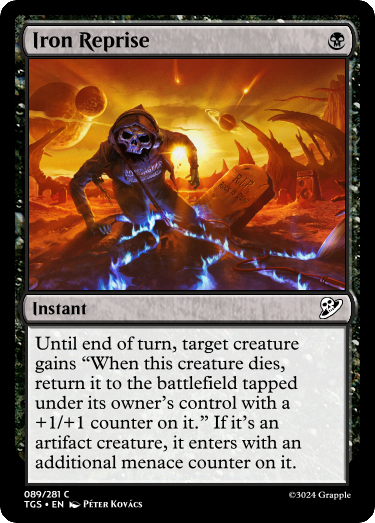 Iron Reprise
R.I.P.
Instant
Until end of turn, target creature
gains “When this creature dies,
return it to the battlefield tapped
under its owner’s control with a
+1/+1 counter on it.” If it’s an
artifact creature, it enters with an
additional menace counter on it.
089/281 C
TGS • EN Péter Kovács
©3024 Grapple